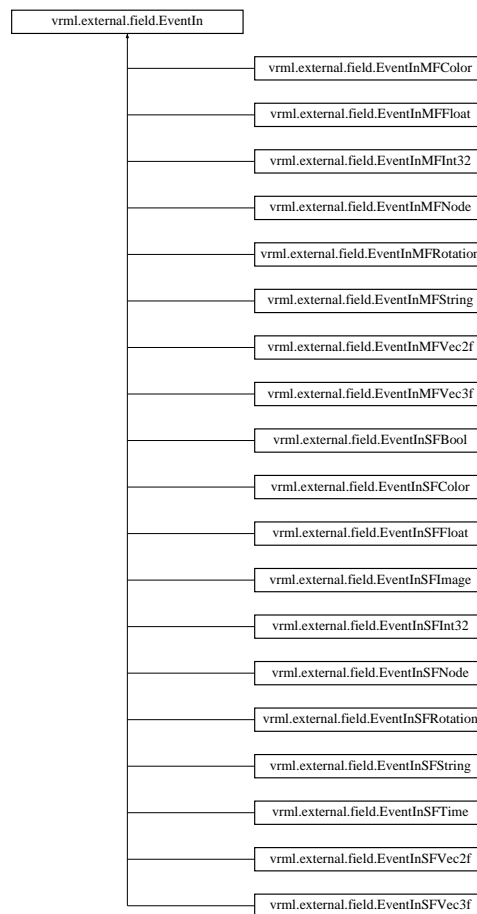 vrml.external.field.EventIn
vrml.external.field.EventInMFColor
vrml.external.field.EventInMFFloat
vrml.external.field.EventInMFInt32
vrml.external.field.EventInMFNode
vrml.external.field.EventInMFRotation
vrml.external.field.EventInMFString
vrml.external.field.EventInMFVec2f
vrml.external.field.EventInMFVec3f
vrml.external.field.EventInSFBool
vrml.external.field.EventInSFColor
vrml.external.field.EventInSFFloat
vrml.external.field.EventInSFImage
vrml.external.field.EventInSFInt32
vrml.external.field.EventInSFNode
vrml.external.field.EventInSFRotation
vrml.external.field.EventInSFString
vrml.external.field.EventInSFTime
vrml.external.field.EventInSFVec2f
vrml.external.field.EventInSFVec3f